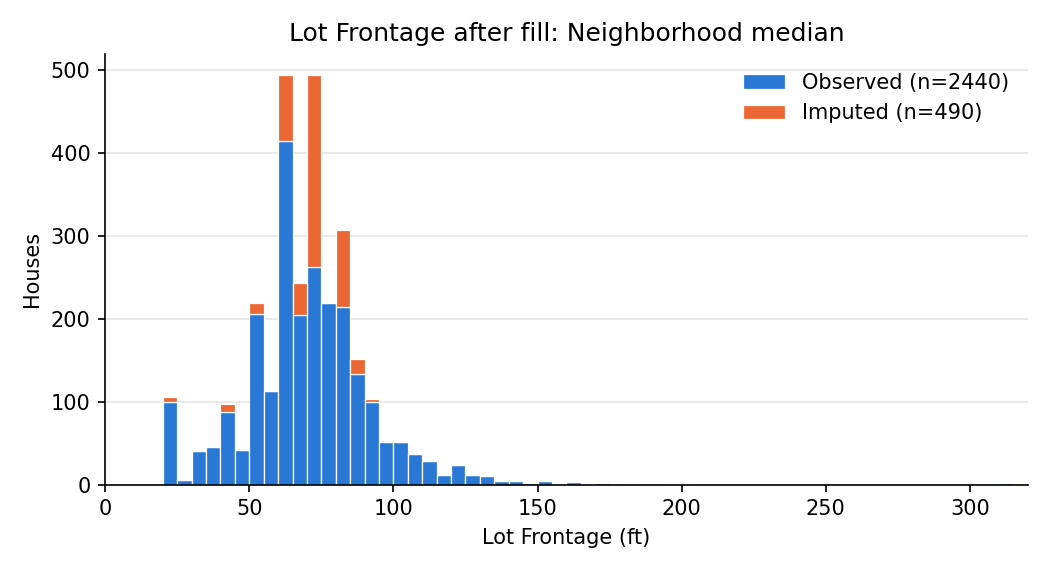 Lot Frontage after fill: Neighborhood median
Observed (n=2440)
Imputed (n=490)
Houses
500
400
300
200
100
0
0 50 100 150 200 250 300
Lot Frontage (ft)